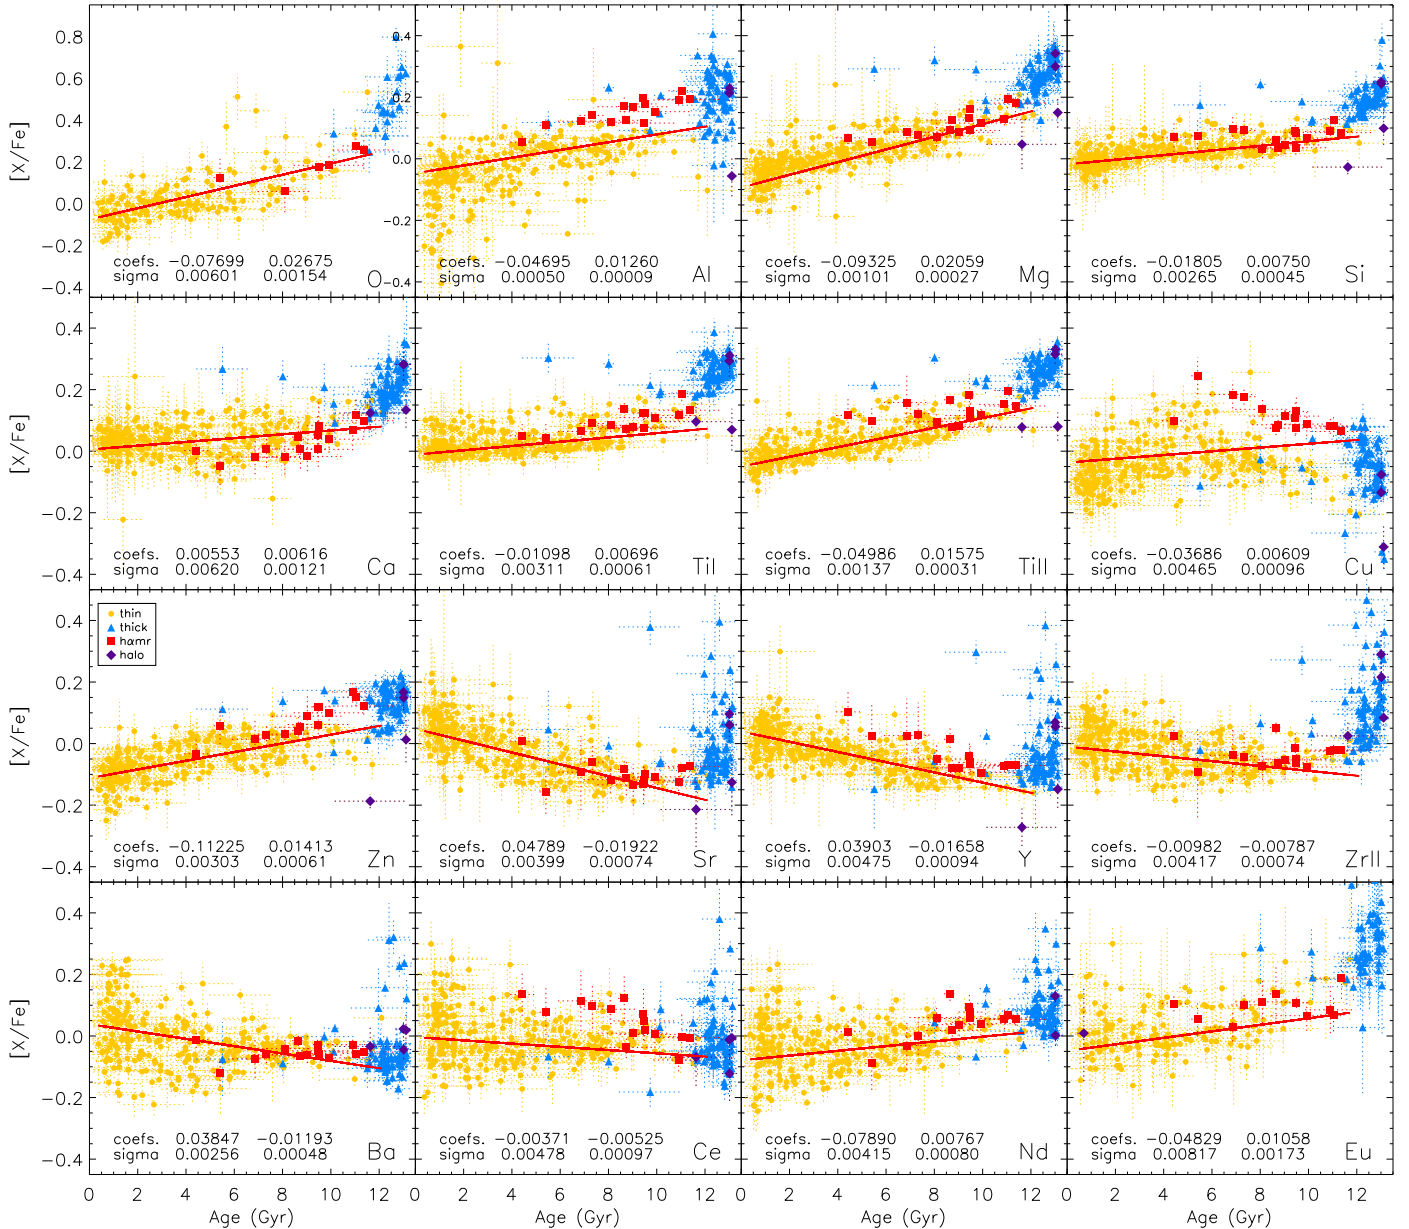 [X/Fe]
0.8
0.6
0.4
0.2
0.0
−0.2
−0.4
coefs. −0.07699 0.02675
sigma 0.00601 0.00154
O
0.4
0.2
0.0
−0.2
−0.4
coefs. −0.04695 0.01260
sigma 0.00050 0.00009
Al
coefs. −0.09325 0.02059
sigma 0.00101 0.00027
Mg
coefs. −0.01805 0.00750
sigma 0.00265 0.00045
Si
[X/Fe]
0.4
0.2
0.0
−0.2
−0.4
coefs. 0.00553 0.00616
sigma 0.00620 0.00121
Ca
coefs. −0.01098 0.00696
sigma 0.00311 0.00061
TiI
coefs. −0.04986 0.01575
sigma 0.00137 0.00031
TiII
coefs. −0.03686 0.00609
sigma 0.00465 0.00096
Cu
[X/Fe]
0.4
0.2
0.0
−0.2
−0.4
thin
thick
hαmr
halo
coefs. −0.11225 0.01413
sigma 0.00303 0.00061
Zn
coefs. 0.04789 −0.01922
sigma 0.00399 0.00074
Sr
coefs. 0.03903 −0.01658
sigma 0.00475 0.00094
Y
coefs. −0.00982 −0.00787
sigma 0.00417 0.00074
ZrII
[X/Fe]
0.4
0.2
0.0
−0.2
−0.4
coefs. 0.03847 −0.01193
sigma 0.00256 0.00048
Ba
coefs. −0.00371 −0.00525
sigma 0.00478 0.00097
Ce
coefs. −0.07890 0.00767
sigma 0.00415 0.00080
Nd
coefs. −0.04829 0.01058
sigma 0.00817 0.00173
Eu
0 2 4 6 8 10 12
0 2 4 6 8 10 12
0 2 4 6 8 10 12
0 2 4 6 8 10 12
Age (Gyr)
Age (Gyr)
Age (Gyr)
Age (Gyr)